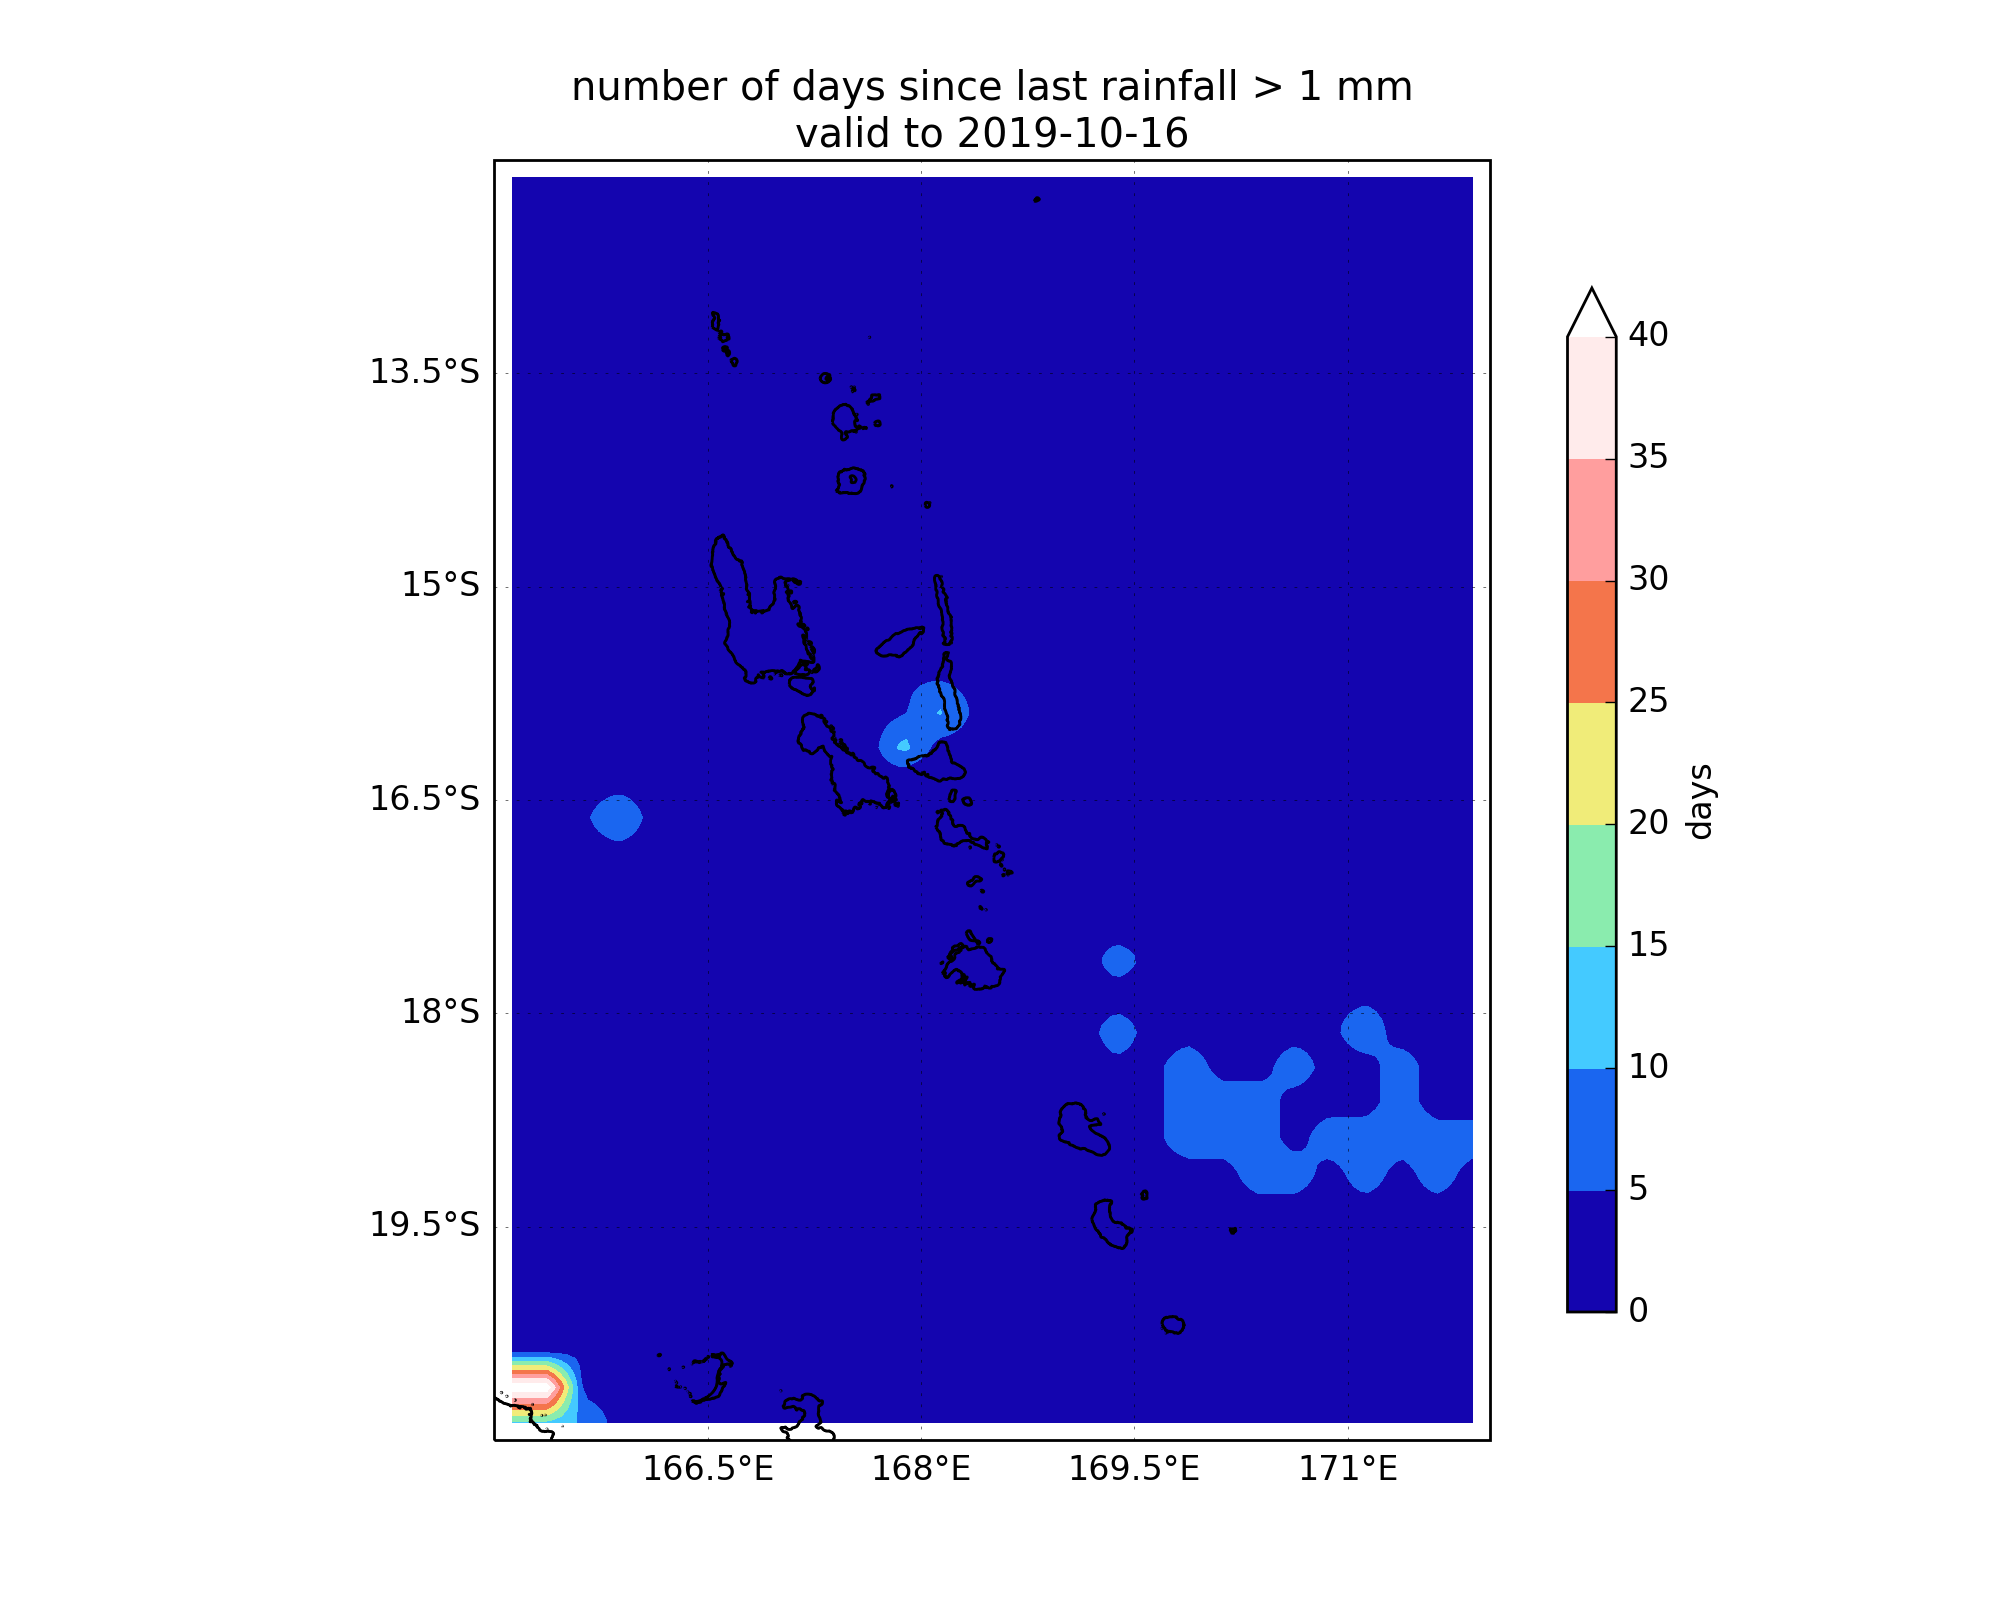 number of days since last rainfall > 1 mm
valid to 2019-10-16
13.5°S
15°S
16.5°S
18°S
19.5°S
166.5°E
168°E
169.5°E
171°E
40
35
30
25
20
15
10
5
0
days